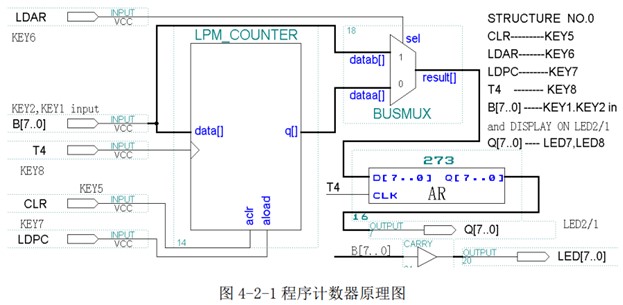 LDAR INPUT VCC
KEY6
LPM_COUNTER
18
sel
datab[] 1
result[]
dataa[] 0
BUSMUX
KEY2,KEY1 input
B[7..0] INPUT VCC
data[] q[]
T4 INPUT VCC
KEY8
KEY5
CLR INPUT VCC
KEY7
LDPC INPUT VCC
aclr aload
14
STRUCTURE NO.0
CLR--------KEY5
LDAR------KEY6
LDPC-------KEY7
T4 -------- KEY8
B[7..0] -----KEY1.KEY2 in
and DISPLAY ON LED2/1
Q[7..0] ---- LED7,LED8
273
D[7..0] Q[7..0]
T4 CLK AR
16 OUTPUT Q[7..0]
LED2/1
B[7..0] CARRY OUTPUT LED[7..0]
20
图 4-2-1 程序计数器原理图